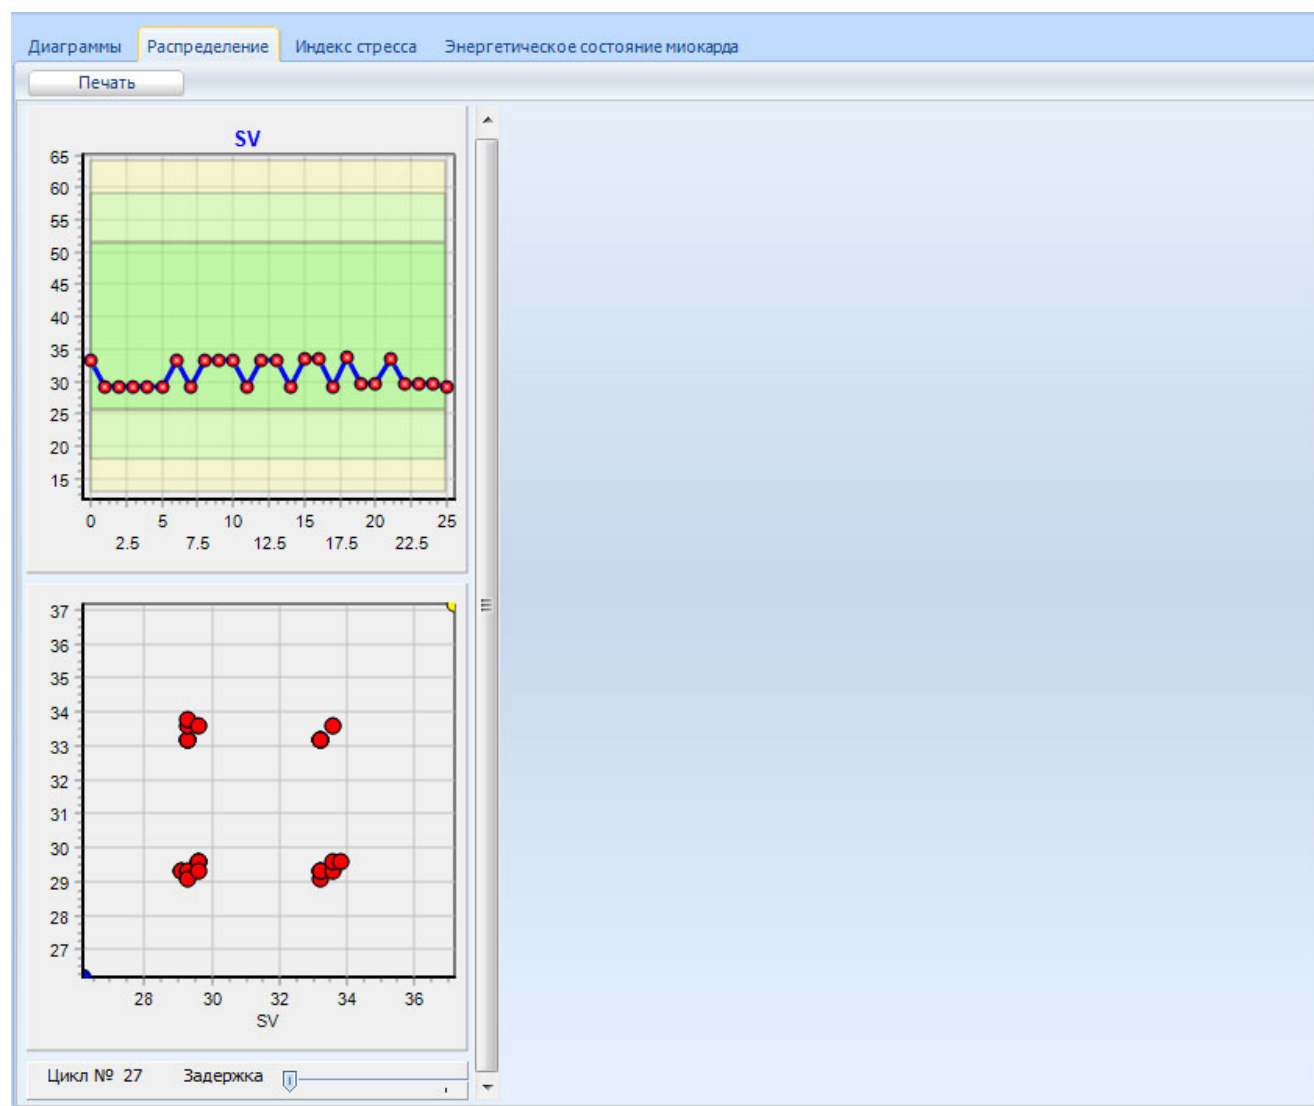 Диаграммы Распределение Индекс стресса Энергетическое состояние миокарда
Печать
SV
65
60
55
50
45
40
35
30
25
20
15
0 5 10 15 20 25
2.5 7.5 12.5 17.5 22.5
37
36
35
34
33
32
31
30
29
28
27
28 30 32 34 36
SV
Цикл № 27 Задержка